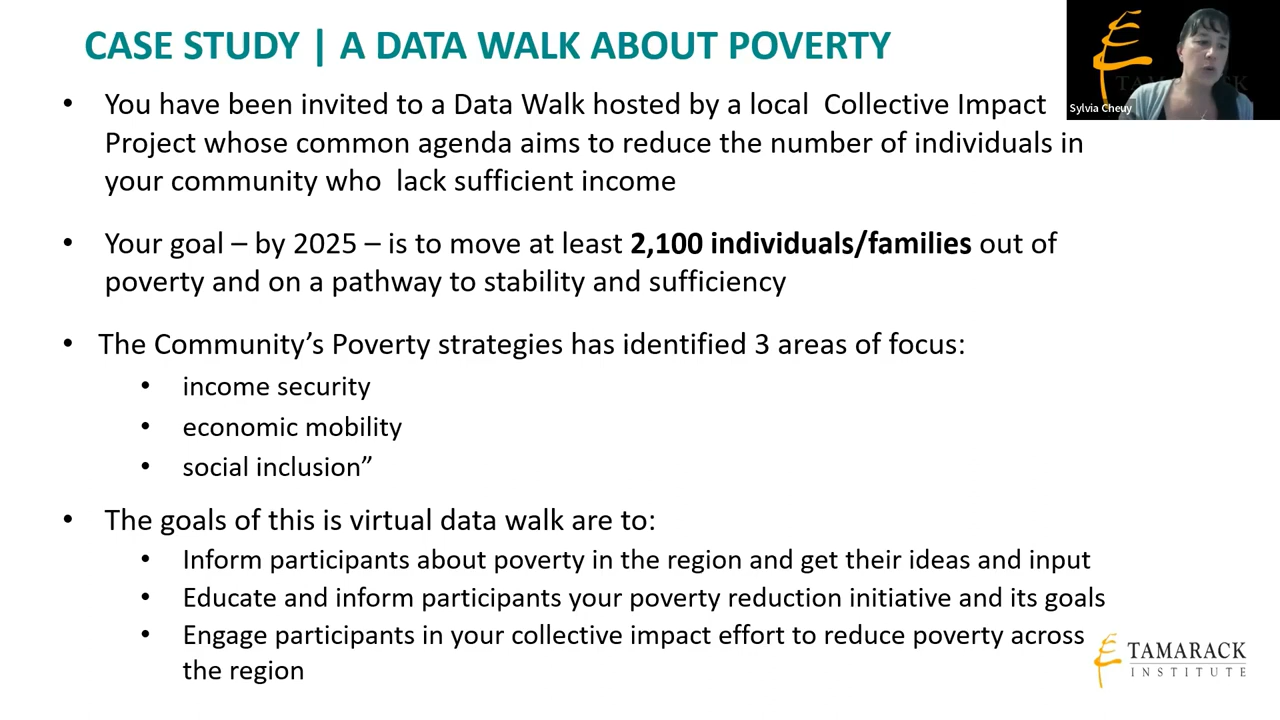 CASE STUDY | A DATA WALK ABOUT POVERTY
• You have been invited to a Data Walk hosted by a local Collective Impact
Project whose common agenda aims to reduce the number of individuals in
your community who lack sufficient income
• Your goal – by 2025 – is to move at least 2,100 individuals/families out of
poverty and on a pathway to stability and sufficiency
• The Community’s Poverty strategies has identified 3 areas of focus:
• income security
• economic mobility
• social inclusion”
• The goals of this is virtual data walk are to:
• Inform participants about poverty in the region and get their ideas and input
• Educate and inform participants your poverty reduction initiative and its goals
• Engage participants in your collective impact effort to reduce poverty across
the region
TAMARACK
Sylvia Cheuy
TAMARACK
INSTITUTE